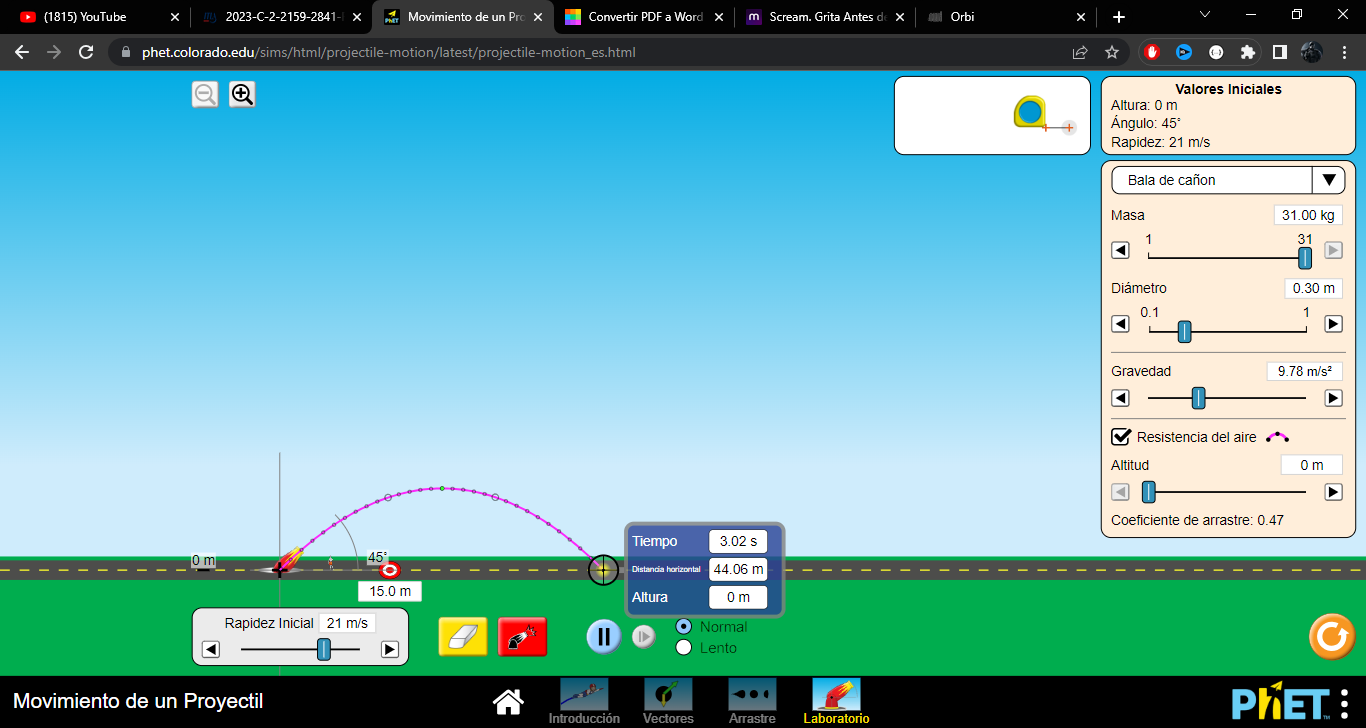 (1815) YouTube
2023-C-2-2159-2841-
Movimiento de un Pro
Convertir PDF a Word
Scream. Grita Antes de
Orbi
phet.colorado.edu/sims/html/projectile-motion/latest/projectile-motion_es.html
Valores Iniciales
Altura: 0 m
Ángulo: 45°
Rapidez: 21 m/s
Bala de cañon
Masa 31.00 kg
1 31
Diámetro 0.30 m
0.1 1
Gravedad 9.78 m/s²
Resistencia del aire
Altitud 0 m
Coeficiente de arrastre: 0.47
0 m
45°
15.0 m
Tiempo 3.02 s
Distancia horizontal 44.06 m
Altura 0 m
Rapidez Inicial 21 m/s
Normal
Lento
Movimiento de un Proyectil
Introducción
Vectores
Arrastre
Laboratorio
PhET